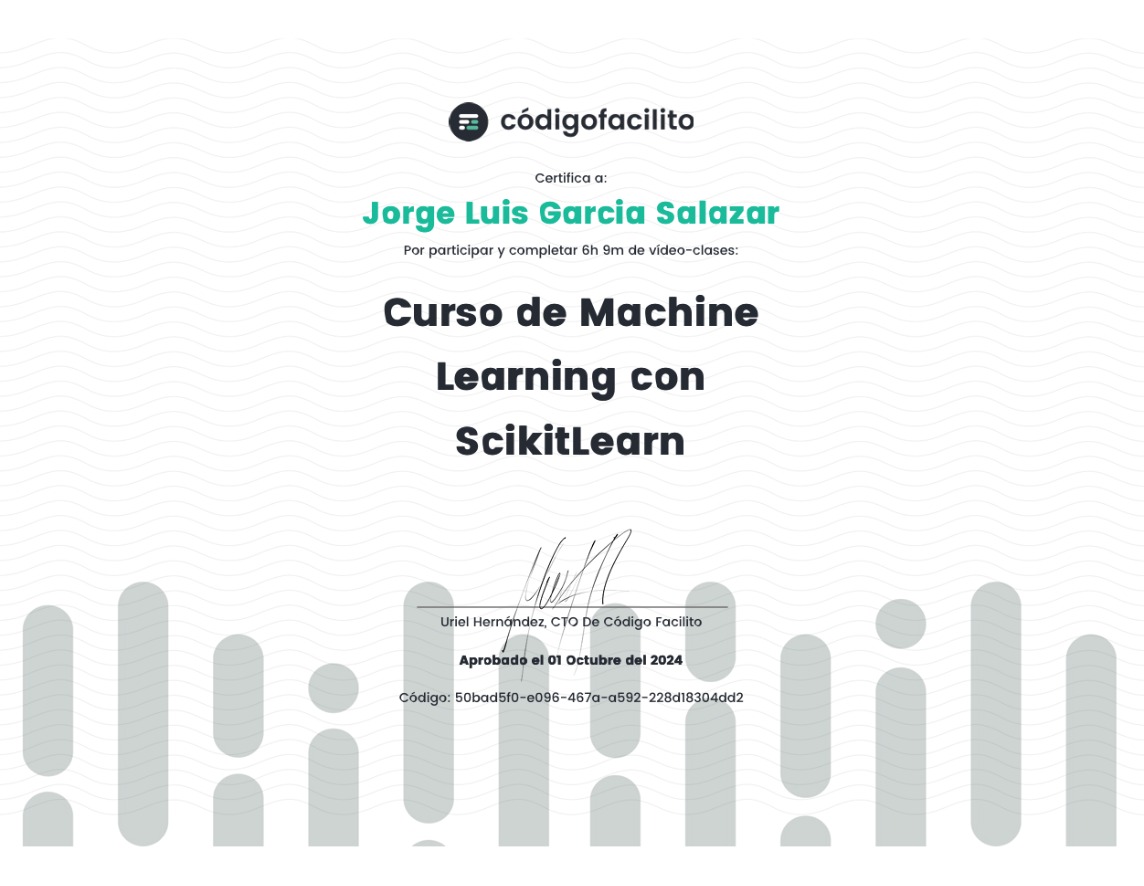 códigofacilito
Certifica a:
Jorge Luis Garcia Salazar
Por participar y completar 6h 9m de vídeo-clases:
Curso de Machine
Learning con
ScikitLearn
Uriel Hernández, CTO De Código Facilito
Aprobado el 01 Octubre del 2024
Código: 50bad5f0-e096-467a-a592-228d18304dd2